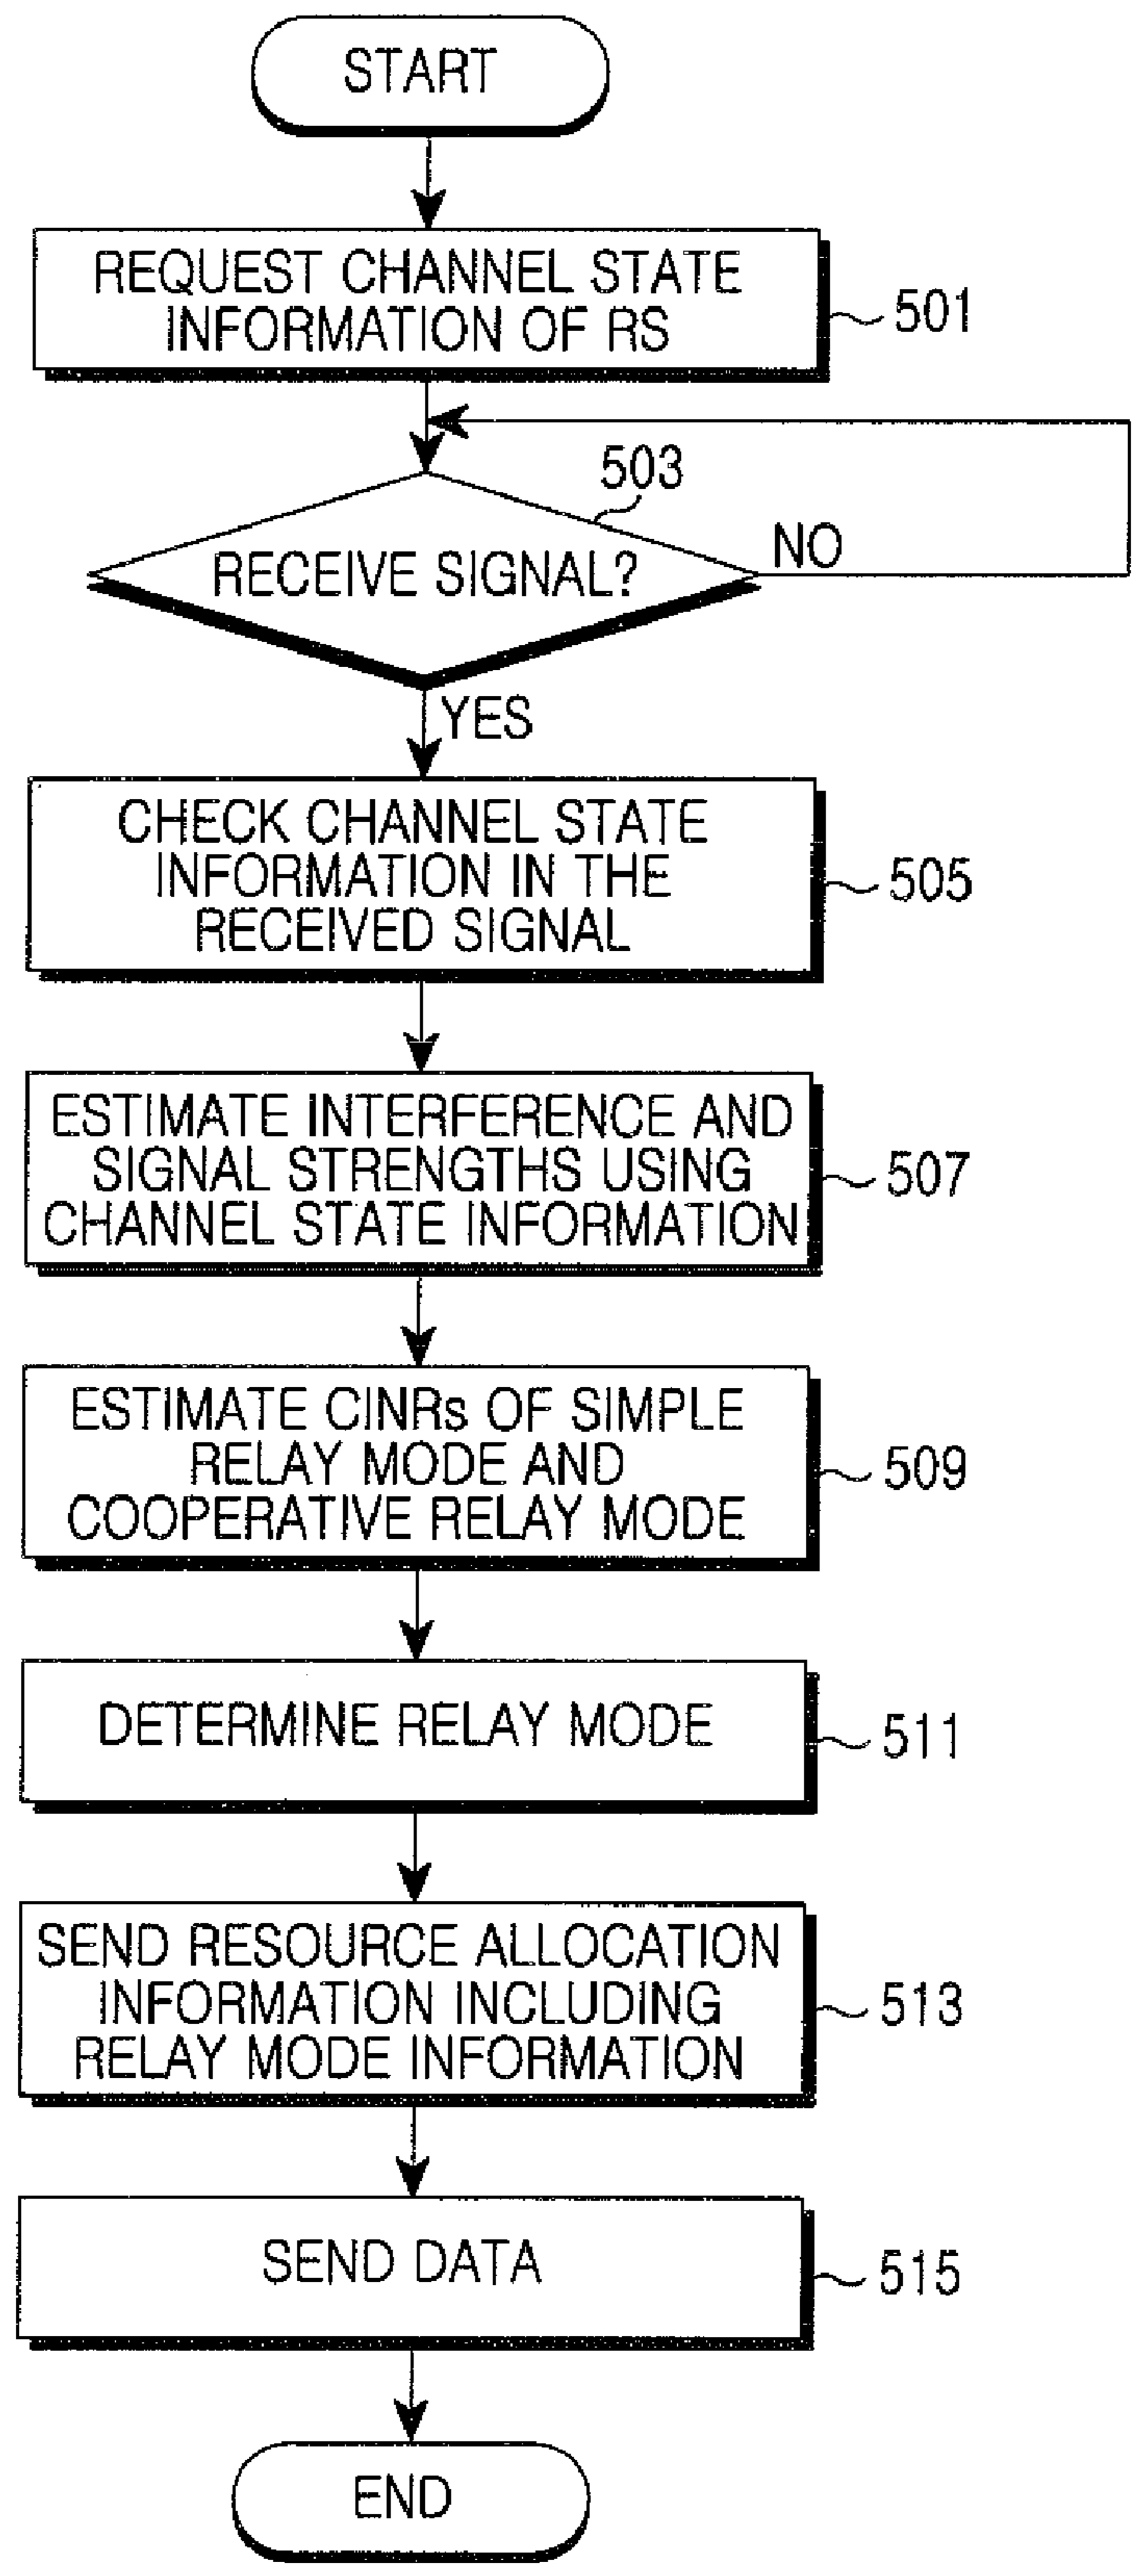 START
REQUEST CHANNEL STATE
INFORMATION OF RS
501
503
RECEIVE SIGNAL?
NO
YES
CHECK CHANNEL STATE
INFORMATION IN THE
RECEIVED SIGNAL
505
ESTIMATE INTERFERENCE AND
SIGNAL STRENGTHS USING
CHANNEL STATE INFORMATION
507
ESTIMATE CINRs OF SIMPLE
RELAY MODE AND
COOPERATIVE RELAY MODE
509
DETERMINE RELAY MODE
511
SEND RESOURCE ALLOCATION
INFORMATION INCLUDING
RELAY MODE INFORMATION
513
SEND DATA
515
END